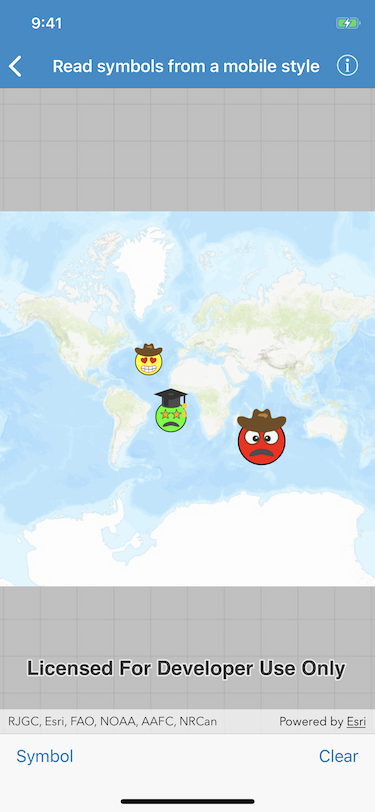 9:41
Read symbols from a mobile style
Licensed For Developer Use Only
RJGC, Esri, FAO, NOAA, AAFC, NRCan Powered by Esri
Symbol Clear